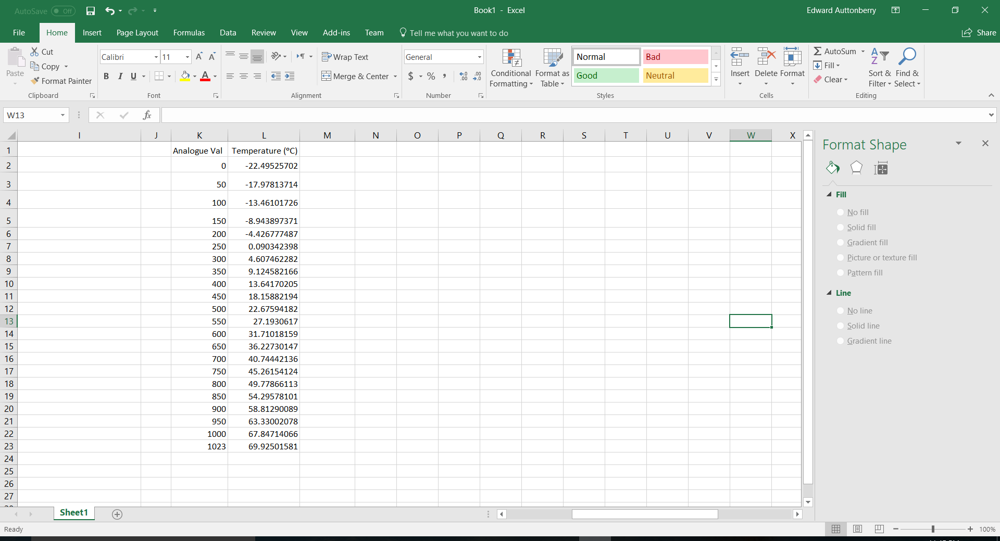 AutoSave Off
Book1 - Excel
Edward Auttonberry
File Home Insert Page Layout Formulas Data Review View Add-ins Team Tell me what you want to do Share
Paste
Cut
Copy
Format Painter
Clipboard
Calibri 11 A A
B I U A
Font
Wrap Text
Merge & Center
Alignment
General
$ % , .00 .00
Number
Conditional Formatting
Format as Table
Normal Bad
Good Neutral
Styles
Insert Delete Format
Cells
AutoSum
Fill
Clear
Sort & Filter
Find & Select
Editing
W13 fx
I J K L M N O P Q R S T U V W X
1 Analogue Val Temperature (°C)
2 0 -22.49525702
3 50 -17.97813714
4 100 -13.46101726
5 150 -8.943897371
6 200 -4.426777487
7 250 0.090342398
8 300 4.607462282
9 350 9.124582166
10 400 13.64170205
11 450 18.15882194
12 500 22.67594182
13 550 27.1930617
14 600 31.71018159
15 650 36.22730147
16 700 40.74442136
17 750 45.26154124
18 800 49.77866113
19 850 54.29578101
20 900 58.81290089
21 950 63.33002078
22 1000 67.84714066
23 1023 69.92501581
24
25
26
27
Format Shape
Fill
No fill
Solid fill
Gradient fill
Picture or texture fill
Pattern fill
Line
No line
Solid line
Gradient line
Sheet1
Ready
100%